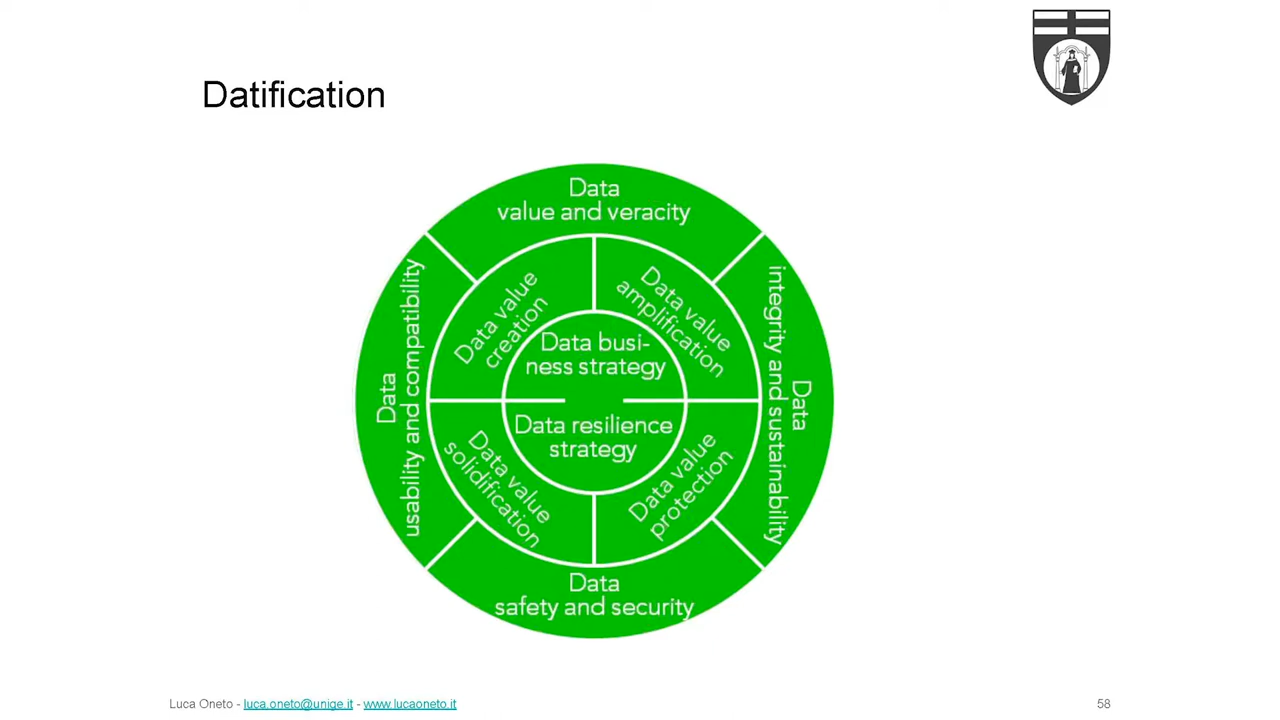 Datification
Data
value and veracity
Data value
creation
Data value
amplification
Data busi-
ness strategy
Data
usability and compatibility
Data
integrity and sustainability
Data resilience
strategy
Data value
solidification
Data value
protection
Data
safety and security
Luca Oneto - luca.oneto@unige.it - www.lucaoneto.it
58